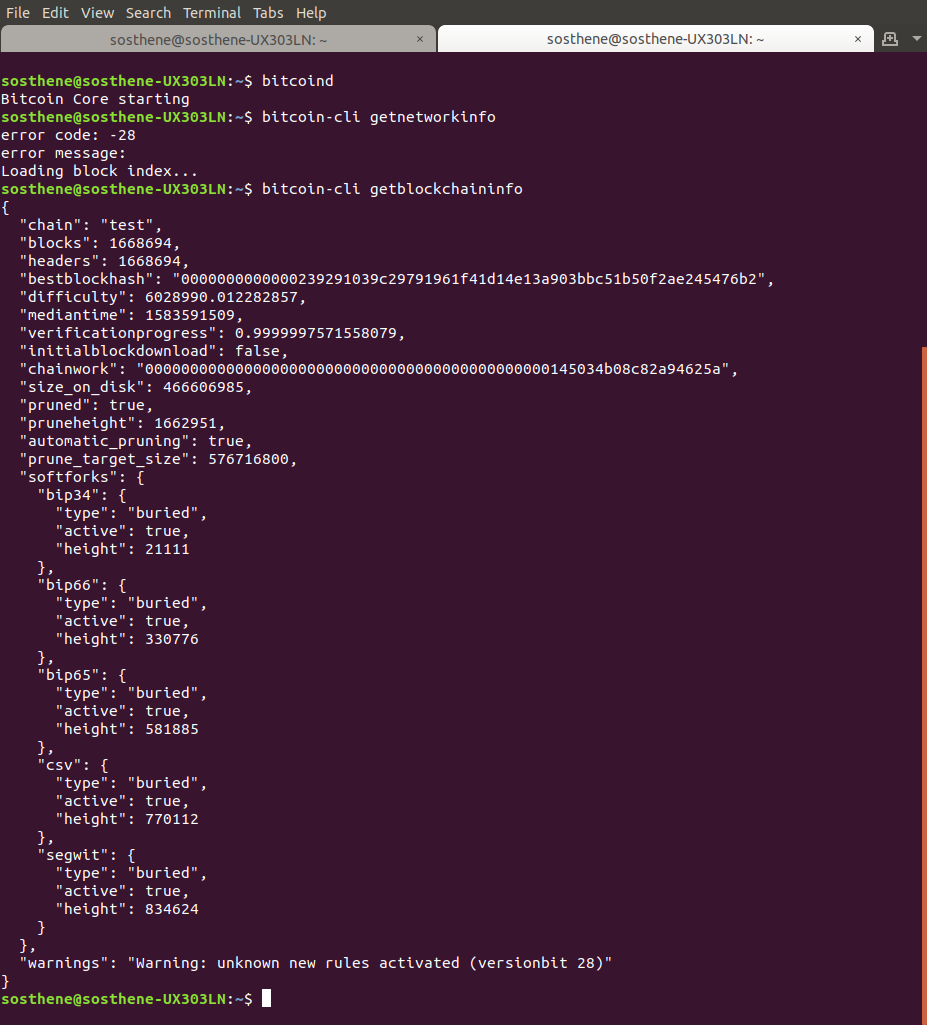 File Edit View Search Terminal Tabs Help
sosthene@sosthene-UX303LN: ~ × sosthene@sosthene-UX303LN: ~ ×
sosthene@sosthene-UX303LN:~$ bitcoind
Bitcoin Core starting
sosthene@sosthene-UX303LN:~$ bitcoin-cli getnetworkinfo
error code: -28
error message:
Loading block index...
sosthene@sosthene-UX303LN:~$ bitcoin-cli getblockchaininfo
{
  "chain": "test",
  "blocks": 1668694,
  "headers": 1668694,
  "bestblockhash": "0000000000000239291039c29791961f41d14e13a903bbc51b50f2ae245476b2",
  "difficulty": 6028990.012282857,
  "mediantime": 1583591509,
  "verificationprogress": 0.9999997571558079,
  "initialblockdownload": false,
  "chainwork": "000000000000000000000000000000000000000000000145034b08c82a94625a",
  "size_on_disk": 466606985,
  "pruned": true,
  "pruneheight": 1662951,
  "automatic_pruning": true,
  "prune_target_size": 576716800,
  "softforks": {
    "bip34": {
      "type": "buried",
      "active": true,
      "height": 21111
    },
    "bip66": {
      "type": "buried",
      "active": true,
      "height": 330776
    },
    "bip65": {
      "type": "buried",
      "active": true,
      "height": 581885
    },
    "csv": {
      "type": "buried",
      "active": true,
      "height": 770112
    },
    "segwit": {
      "type": "buried",
      "active": true,
      "height": 834624
    }
  },
  "warnings": "Warning: unknown new rules activated (versionbit 28)"
}
sosthene@sosthene-UX303LN:~$